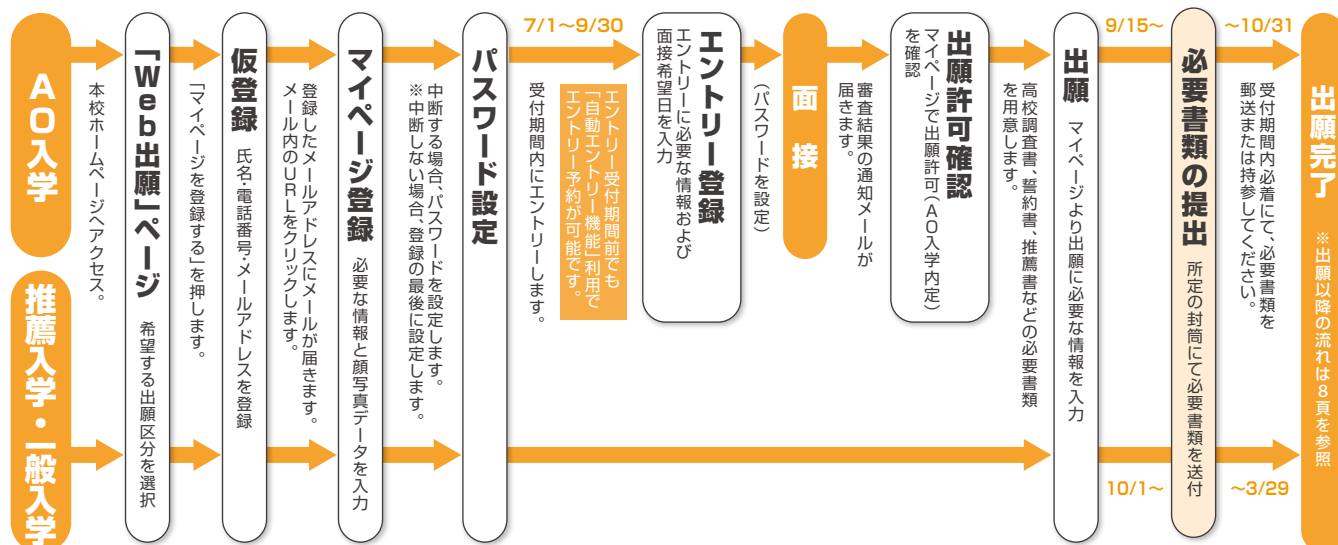 AO入学
推薦入学・一般入学
本校ホームページへアクセス。
「Web出願」ページ 希望する出願区分を選択
「マイページを登録する」を押します。
仮登録 氏名・電話番号・メールアドレスを登録
登録したメールアドレスにメールが届きます。
メール内のURLをクリックします。
マイページ登録 必要な情報と顔写真データを入力
中断する場合、パスワードを設定します。
※中断しない場合、登録の最後に設定します。
パスワード設定
7/1〜9/30
エントリー受付期間前でも
「自動エントリー機能」利用で
エントリー予約が可能です。
受付期間内にエントリーします。
エントリー登録
エントリーに必要な情報および
面接希望日を入力
(パスワードを設定)
面接
審査結果の通知メールが
届きます。
出願許可確認
マイページで出願許可(AO入学内定)
を確認
高校調査書、誓約書、推薦書などの必要書類
を用意します。
出願 マイページより出願に必要な情報を入力
9/15〜
10/1〜
必要書類の提出 所定の封筒にて必要書類を送付
〜10/31
〜3/29
受付期間内必着にて、必要書類を
郵送または持参してください。
出願完了 ※出願以降の流れは8頁を参照